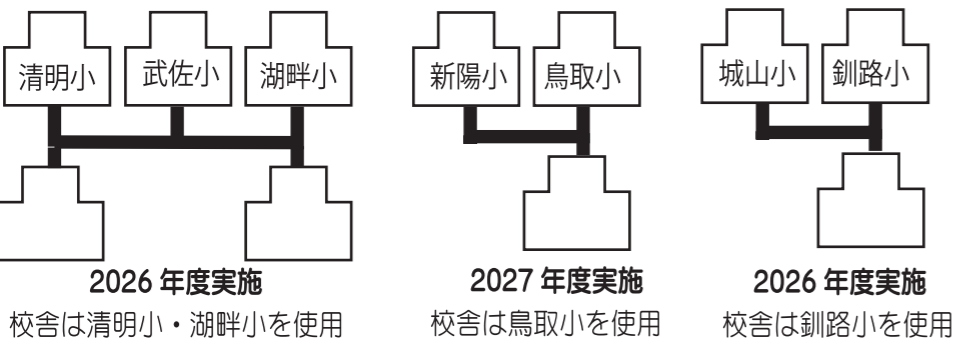 清明小
武佐小
湖畔小
新陽小
鳥取小
城山小
釧路小
2026 年度実施
校舎は清明小・湖畔小を使用
2027 年度実施
校舎は鳥取小を使用
2026 年度実施
校舎は釧路小を使用